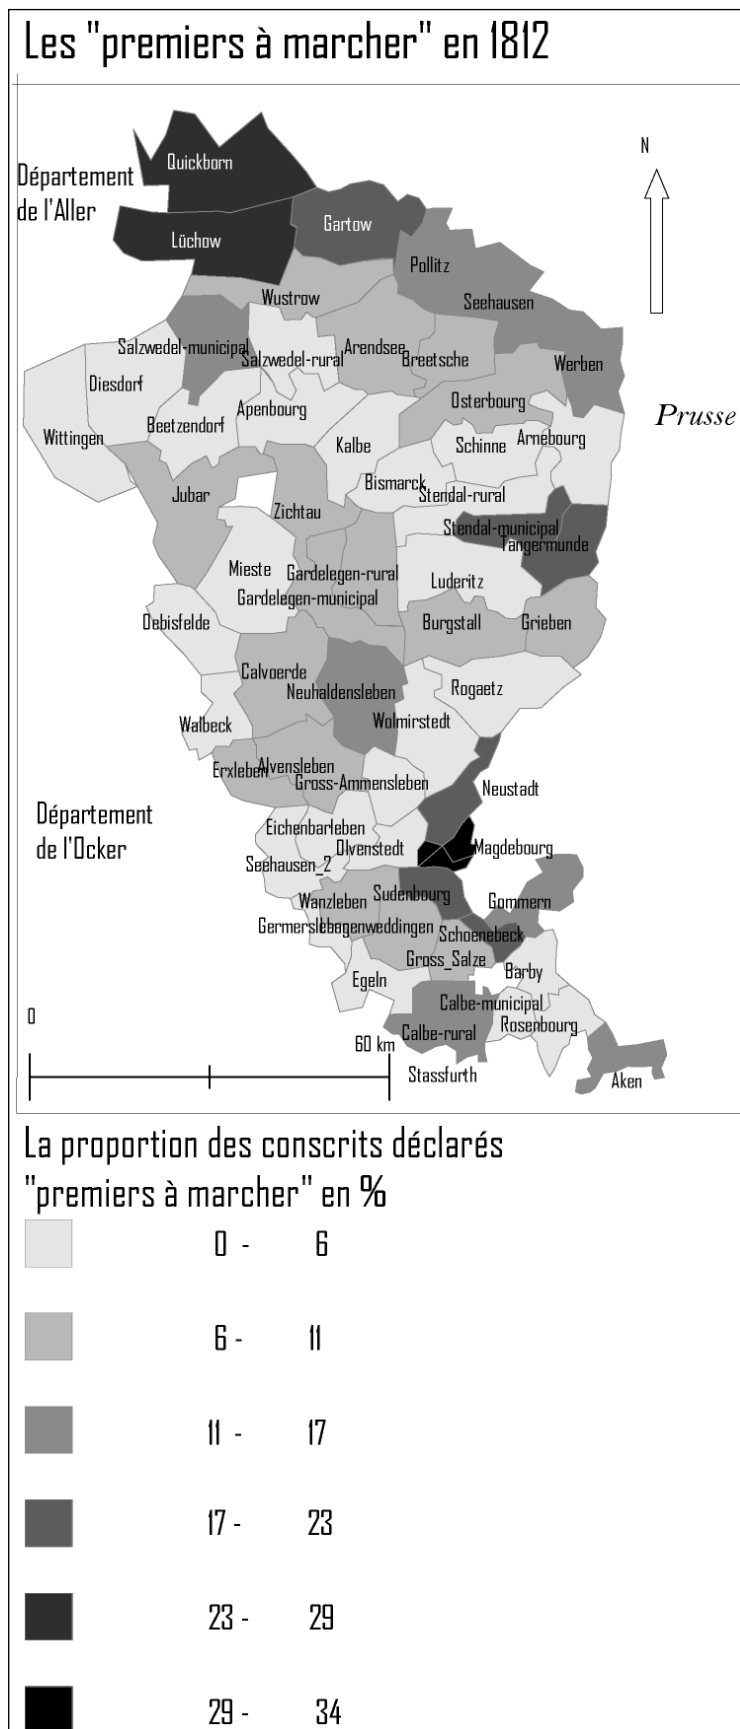 Les "premiers à marcher" en 1812
N
Quickborn
Département
de l'Aller
Gartow
Lüchow
Pollitz
Wustrow
Seehausen
Salzwedel-municipal
Arendsee
Salzwedel-rural
Breetsche
Werben
Diesdorf
Osterbourg
Apenbourg
Prusse
Beetzendorf
Wittingen
Kalbe
Schinne
Arnebourg
Bismarck
Jubar
Stendal-rural
Zichtau
Stendal-municipal
Tangermunde
Mieste
Gardelegen-rural
Luderitz
Gardelegen-municipal
Oebisfelde
Burgstall
Grieben
Calvoerde
Neuhaldensleben
Rogaetz
Walbeck
Wolmirstedt
Erxleben
Alvensleben
Gross-Ammensleben
Neustadt
Département
de l'Ocker
Eichenbarleben
Olvenstedt
Magdebourg
Seehausen_2
Wanzleben
Sudenbourg
Gommern
Germersleben
Langenweddingen
Schoenebeck
Gross_Salze
Egeln
Barby
Calbe-municipal
0
Rosenbourg
Calbe-rural
60 km
Stassfurth
Aken
La proportion des conscrits déclarés
"premiers à marcher" en %
0 - 6
6 - 11
11 - 17
17 - 23
23 - 29
29 - 34